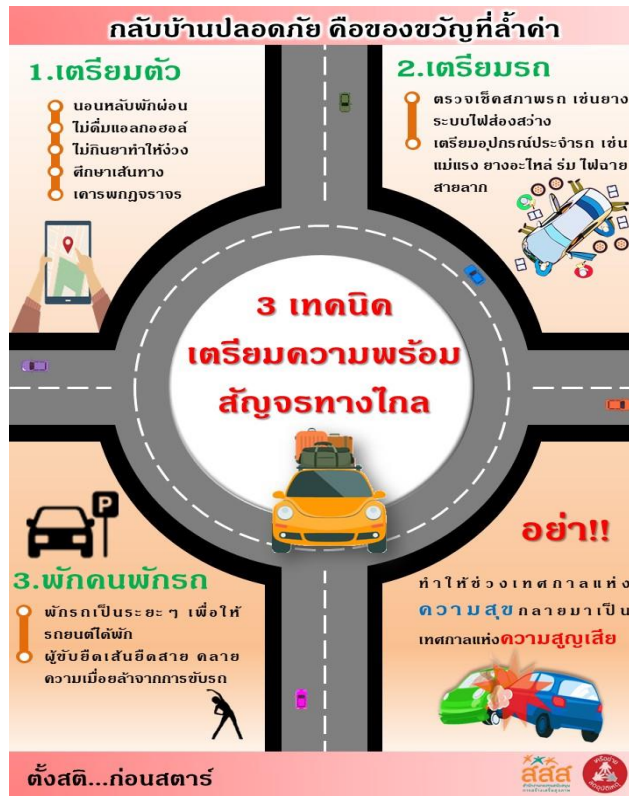 กลับบ้านปลอดภัย คือของขวัญที่ล้ำค่า
1.เตรียมตัว
นอนหลับพักผ่อน
ไม่ดื่มแอลกอฮอล์
ไม่กินยาทำให้ง่วง
ศึกษาเส้นทาง
เคารพกฎจราจร
2.เตรียมรถ
ตรวจเช็คสภาพรถ เช่นยาง
ระบบไฟส่องสว่าง
เตรียมอุปกรณ์ประจำรถ เช่น
แม่แรง ยางอะไหล่ ร่ม ไฟฉาย
สายลาก
3 เทคนิค
เตรียมความพร้อม
สัญจรทางไกล
P
3.พักคนพักรถ
พักรถเป็นระยะ ๆ เพื่อให้
รถยนต์ได้พัก
ผู้ขับยืดเส้นยืดสาย คลาย
ความเมื่อยล้าจากการขับรถ
อย่า!!
ทำให้ช่วงเทศกาลแห่ง
ความสุขกลายมาเป็น
เทศกาลแห่งความสูญเสีย
ตั้งสติ...ก่อนสตาร์
สสส